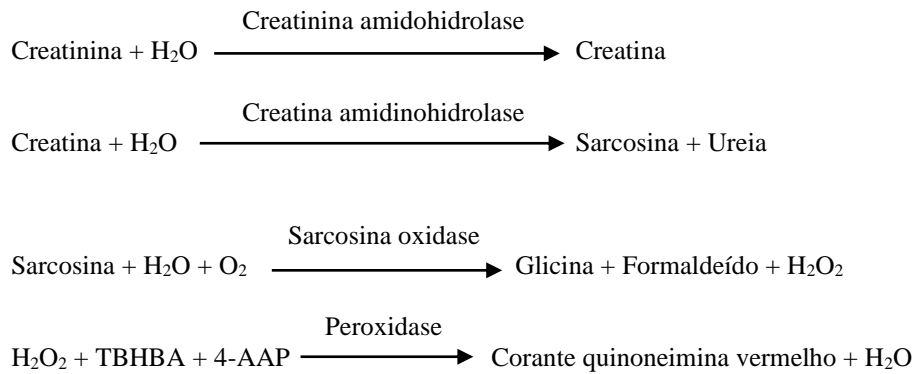 Creatinina amidohidrolase
Creatinina + H₂O Creatina
Creatina amidinohidrolase
Creatina + H₂O Sarcosina + Ureia
Sarcosina oxidase
Sarcosina + H₂O + O₂ Glicina + Formaldeído + H₂O₂
Peroxidase
H₂O₂ + TBHBA + 4-AAP Corante quinoneimina vermelho + H₂O